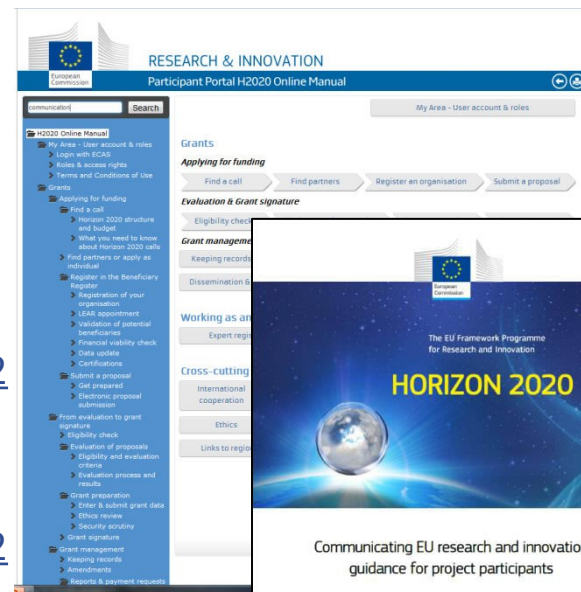 European
Commission
RESEARCH & INNOVATION
Participant Portal H2020 Online Manual
communication
Search
My Area - User account & roles
H2020 Online Manual
My Area - User account & roles
Login with ECAS
Roles & access rights
Terms and Conditions of Use
Grants
Applying for funding
Find a call
Horizon 2020 structure
and budget
What you need to know
about Horizon 2020 calls
Find partners or apply as
individual
Register in the Beneficiary
Register
Registration of your
organisation
LEAR appointment
Validation of potential
beneficiaries
Financial viability check
Data update
Certifications
Submit a proposal
Get prepared
Electronic proposal
submission
From evaluation to grant
signature
Eligibility check
Evaluation of proposals
Eligibility and evaluation
criteria
Evaluation process and
results
Grant preparation
Enter & submit grant data
Ethics review
Security scrutiny
Grant signature
Grant management
Keeping records
Amendments
Reports & payment requests
Grants
Applying for funding
Find a call
Find partners
Register an organisation
Submit a proposal
Evaluation & Grant signature
Eligibility check
Grant manageme
Keeping records
Dissemination &
Working as an
Expert regi
Cross-cutting
International
cooperation
Ethics
Links to regio
European
Commission
The EU Framework Programme
for Research and Innovation
HORIZON 2020
Communicating EU research and innovatio
guidance for project participants
2
2